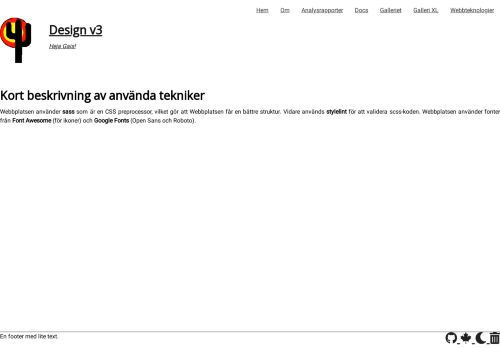 Hem Om Analysrapporter Docs Galleriet Galleri XL Webbteknologier
Design v3
Heja Gais!
Kort beskrivning av använda tekniker
Webbplatsen använder sass som är en CSS preprocessor, vilket gör att Webbplatsen får en bättre struktur. Vidare används stylelint för att validera scss-koden. Webbplatsen använder fonter
från Font Awesome (för ikoner) och Google Fonts (Open Sans och Roboto).
En footer med lite text.